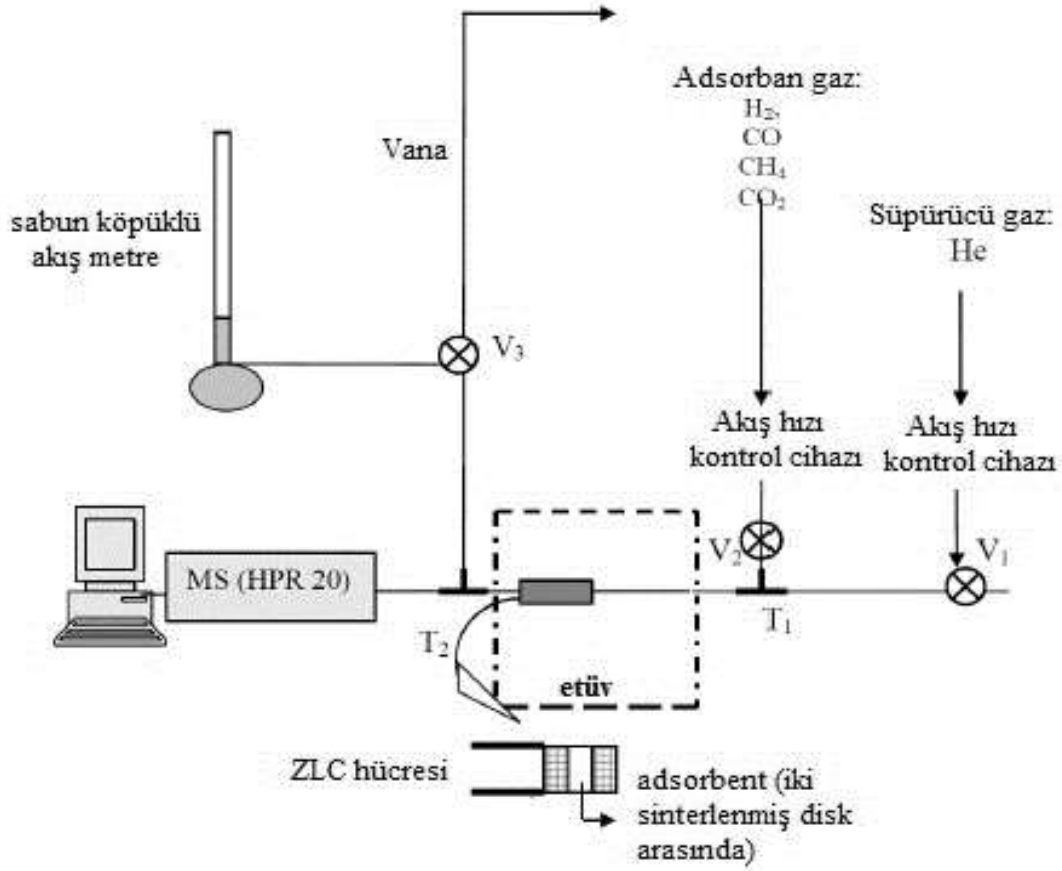 Adsorban gaz:
H₂,
CO
CH₄
CO₂
Vana
sabun köpüklü
akış metre
Süpürücü gaz:
He
V₃
Akış hızı
kontrol cihazı
Akış hızı
kontrol cihazı
V₂
V₁
MS (HPR 20)
T₁
T₂
etüv
ZLC hücresi
adsorbent (iki
sinterlenmiş disk
arasında)